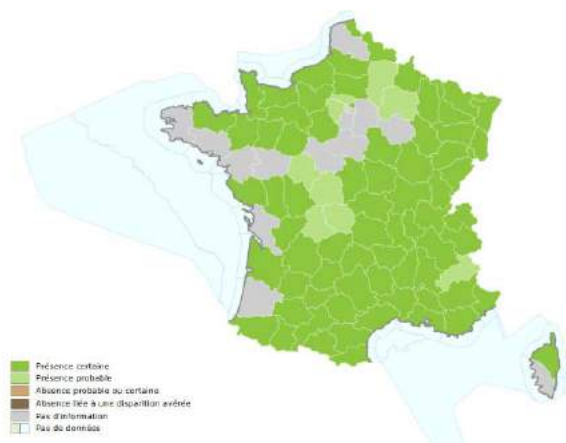 Présence certaine
Présence probable
Absence probable ou certaine
Absence liée à une disparition avérée
Pas d'information
Pas de données